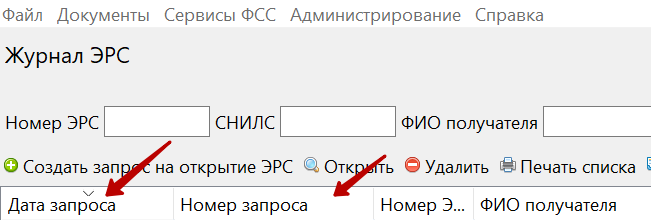 Файл Документы Сервисы ФСС Администрирование Справка
Журнал ЭРС
Номер ЭРС СНИЛС ФИО получателя
Создать запрос на открытие ЭРС Открыть Удалить Печать списка
Дата запроса Номер запроса Номер Э... ФИО получателя